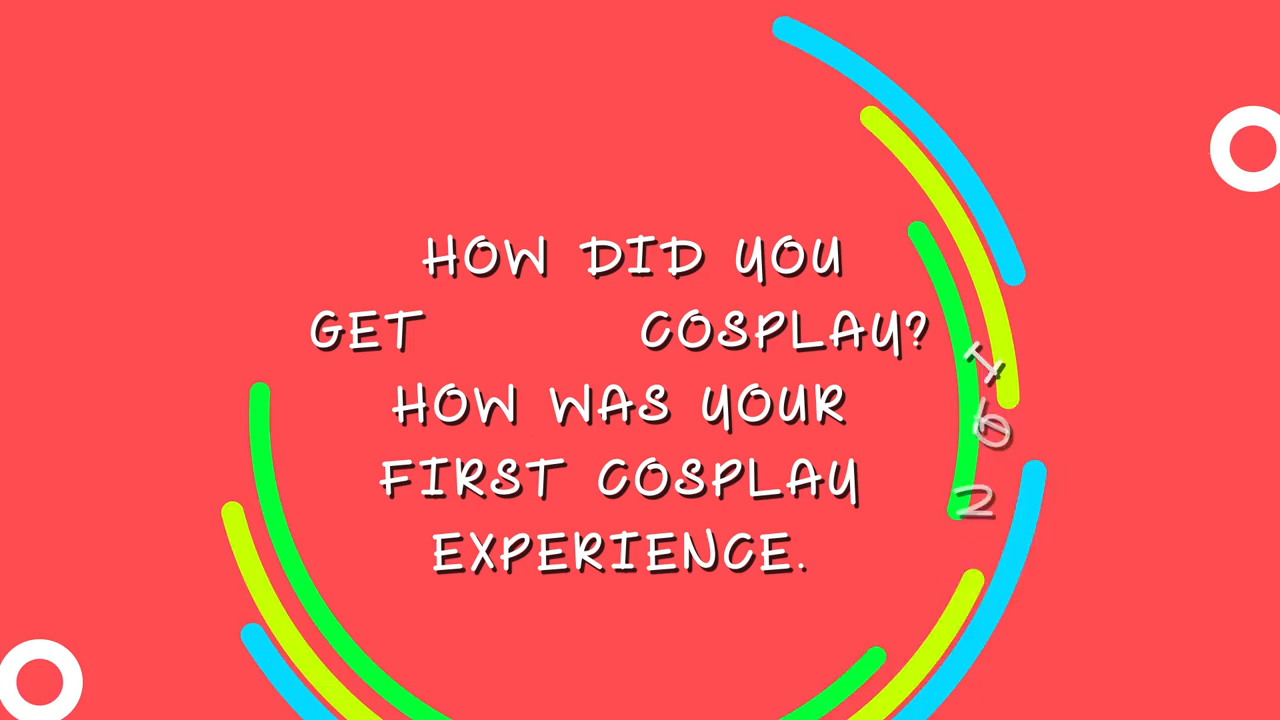 HOW DID YOU
GET COSPLAY?
HOW WAS YOUR
FIRST COSPLAY
EXPERIENCE.